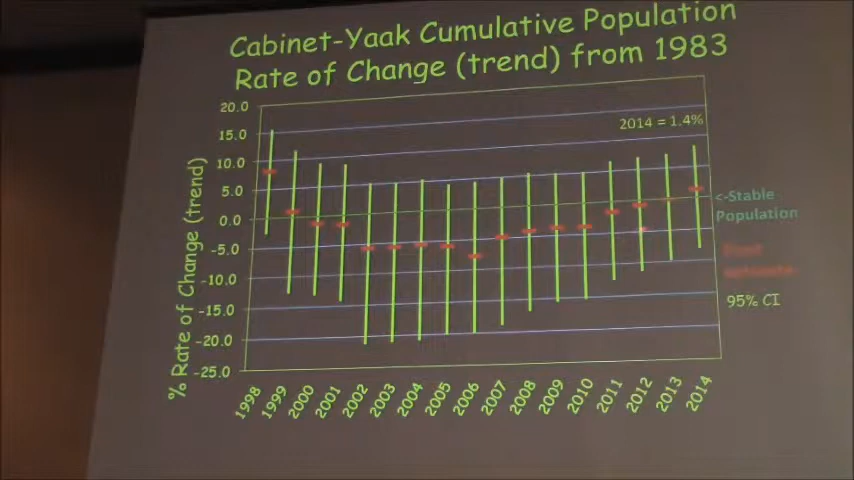 Cabinet-Yaak Cumulative Population
Rate of Change (trend) from 1983
20.0
2014 = 1.4%
15.0
10.0
5.0
<-Stable
Population
0.0
-5.0
-10.0
95% CI
-15.0
-20.0
-25.0
% Rate of Change (trend)
1998 1999 2000 2001 2002 2003 2004 2005 2006 2007 2008 2009 2010 2011 2012 2013 2014